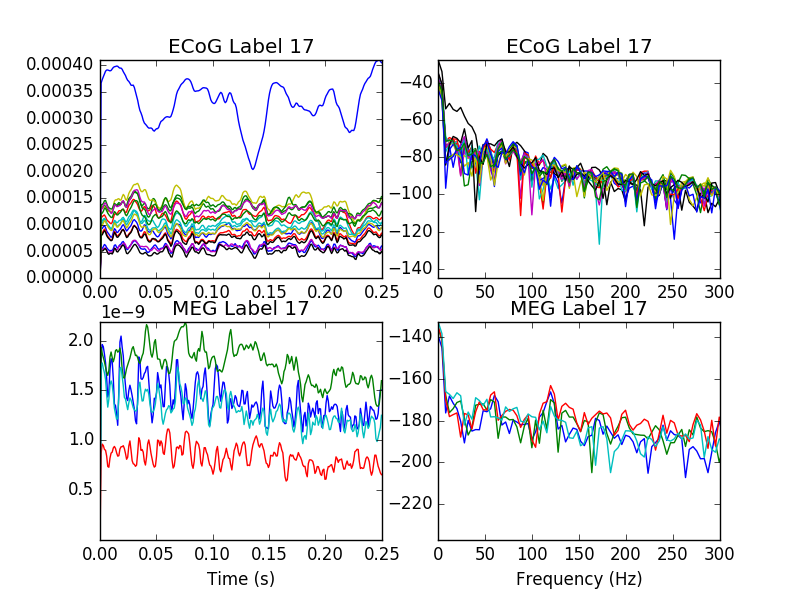 ECoG Label 17
0.00040
0.00035
0.00030
0.00025
0.00020
0.00015
0.00010
0.00005
0.00000
0.00 0.05 0.10 0.15 0.20 0.25
ECoG Label 17
−40
−60
−80
−100
−120
−140
0 50 100 150 200 250 300
MEG Label 17
1e−9
2.0
1.5
1.0
0.5
0.00 0.05 0.10 0.15 0.20 0.25
Time (s)
MEG Label 17
−140
−160
−180
−200
−220
0 50 100 150 200 250 300
Frequency (Hz)